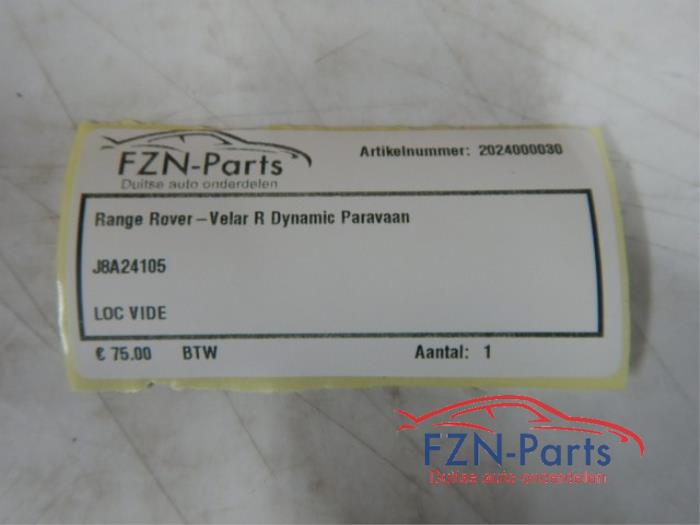 FZN-Parts
Duitse auto onderdelen
Artikelnummer: 2024000030
Range Rover-Velar R Dynamic Paravaan
J8A24105
LOC VIDE
€ 75.00 BTW Aantal: 1
FZN-Parts
Duitse auto onderdelen